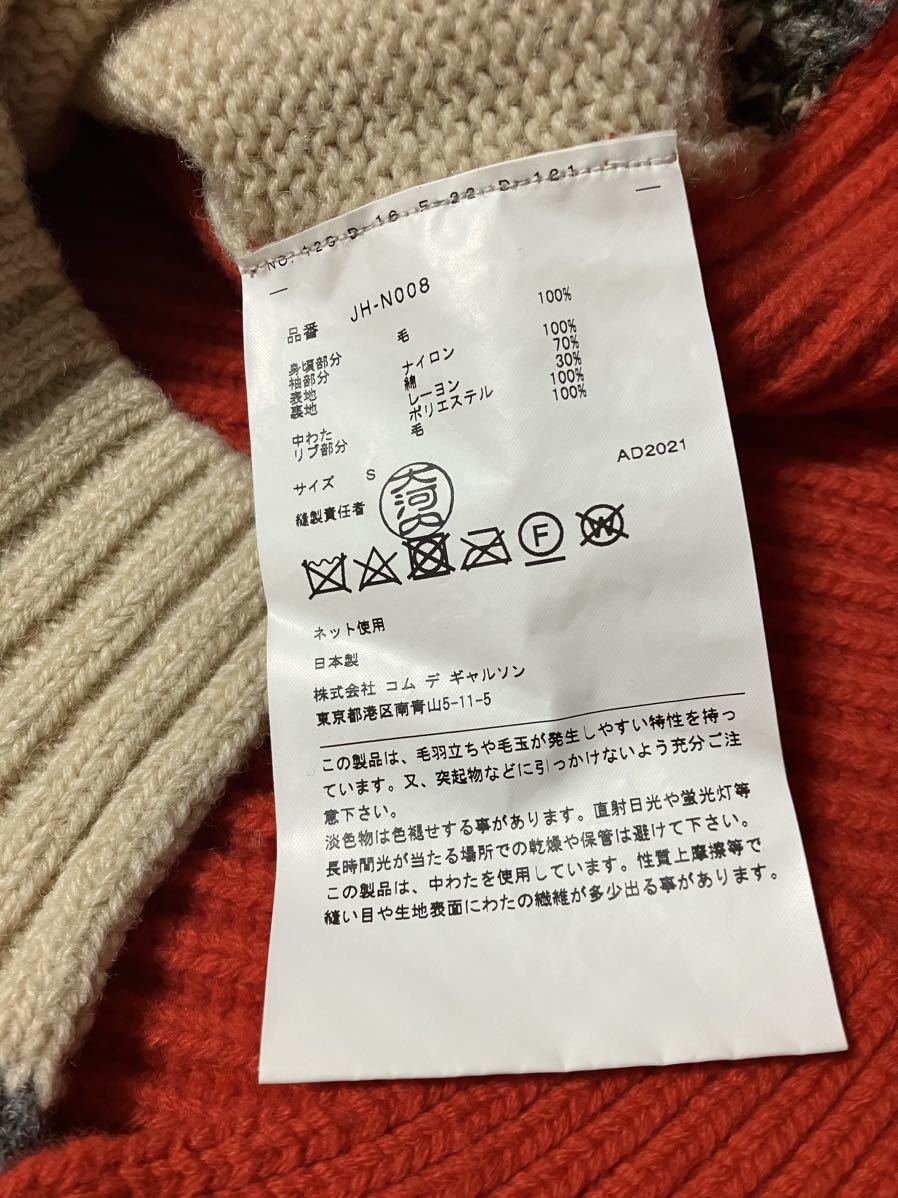 NO. 12G D-16 F-22 D-121
品番 JH-N008
身頃部分 毛 100%
袖部分
表地 ナイロン 100%
裏地 綿 70%
レーヨン 30%
中わた ポリエステル 100%
リブ部分 毛 100%
サイズ S
AD2021
縫製責任者 大河内
F W
ネット使用
日本製
株式会社 コム デ ギャルソン
東京都港区南青山5-11-5
この製品は、毛羽立ちや毛玉が発生しやすい特性を持っ
ています。又、突起物などに引っかけないよう充分ご注
意下さい。
淡色物は色褪せする事があります。直射日光や蛍光灯等
長時間光が当たる場所での乾燥や保管は避けて下さい。
この製品は、中わたを使用しています。性質上摩擦等で
縫い目や生地表面にわたの繊維が多少出る事があります。